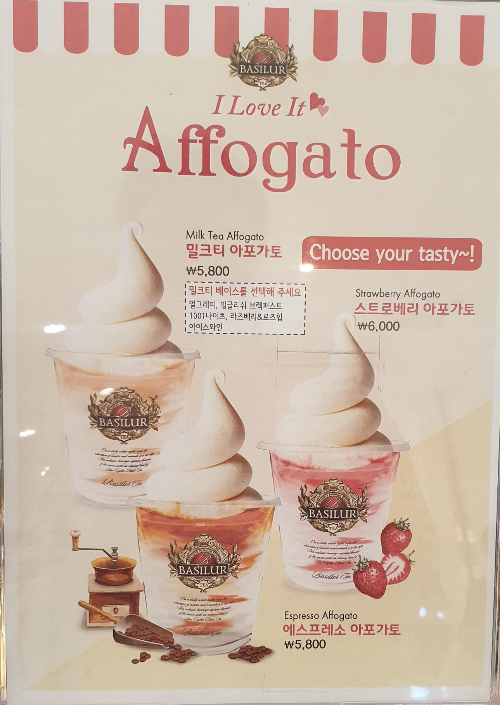 BASILUR
I Love It
Affogato
Milk Tea Affogato
밀크티 아포가토
₩5,800
밀크티 베이스를 선택해 주세요
얼그레이, 잉글리쉬 브렉퍼스트
1001나이츠, 라즈베리&로즈힙
아이스와인
Choose your tasty~!
Strawberry Affogato
스트로베리 아포가토
₩6,000
BASILUR
BASILUR
BASILUR
Espresso Affogato
에스프레소 아포가토
₩5,800